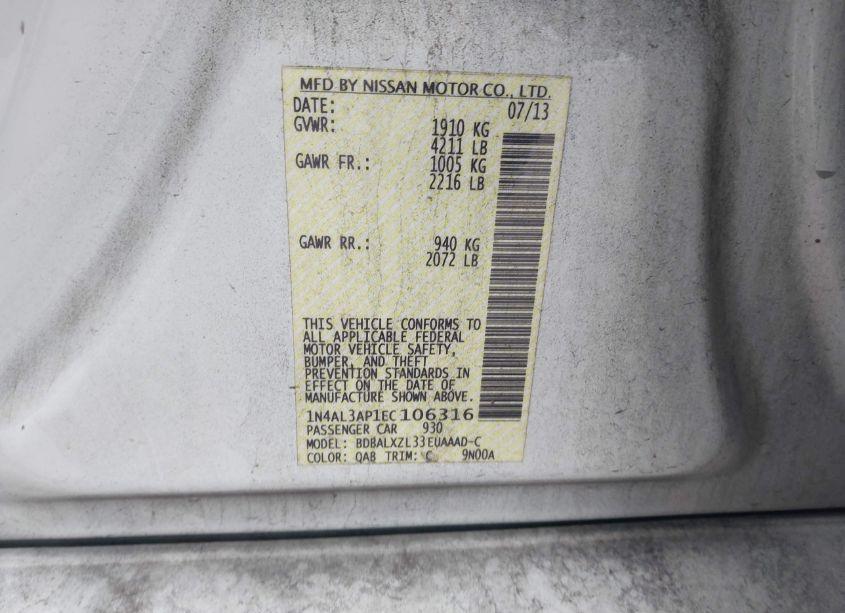 MFD BY NISSAN MOTOR CO., LTD.
DATE: 07/13
GVWR: 1910 KG
4211 LB
GAWR FR.: 1005 KG
2216 LB
GAWR RR.: 940 KG
2072 LB
THIS VEHICLE CONFORMS TO
ALL APPLICABLE FEDERAL
MOTOR VEHICLE SAFETY,
BUMPER, AND THEFT
PREVENTION STANDARDS IN
EFFECT ON THE DATE OF
MANUFACTURE SHOWN ABOVE.
1N4AL3AP1EC106316
PASSENGER CAR 930
MODEL: BDBALXZL33EUAAAD-C
COLOR: QAB TRIM: C 9N00A